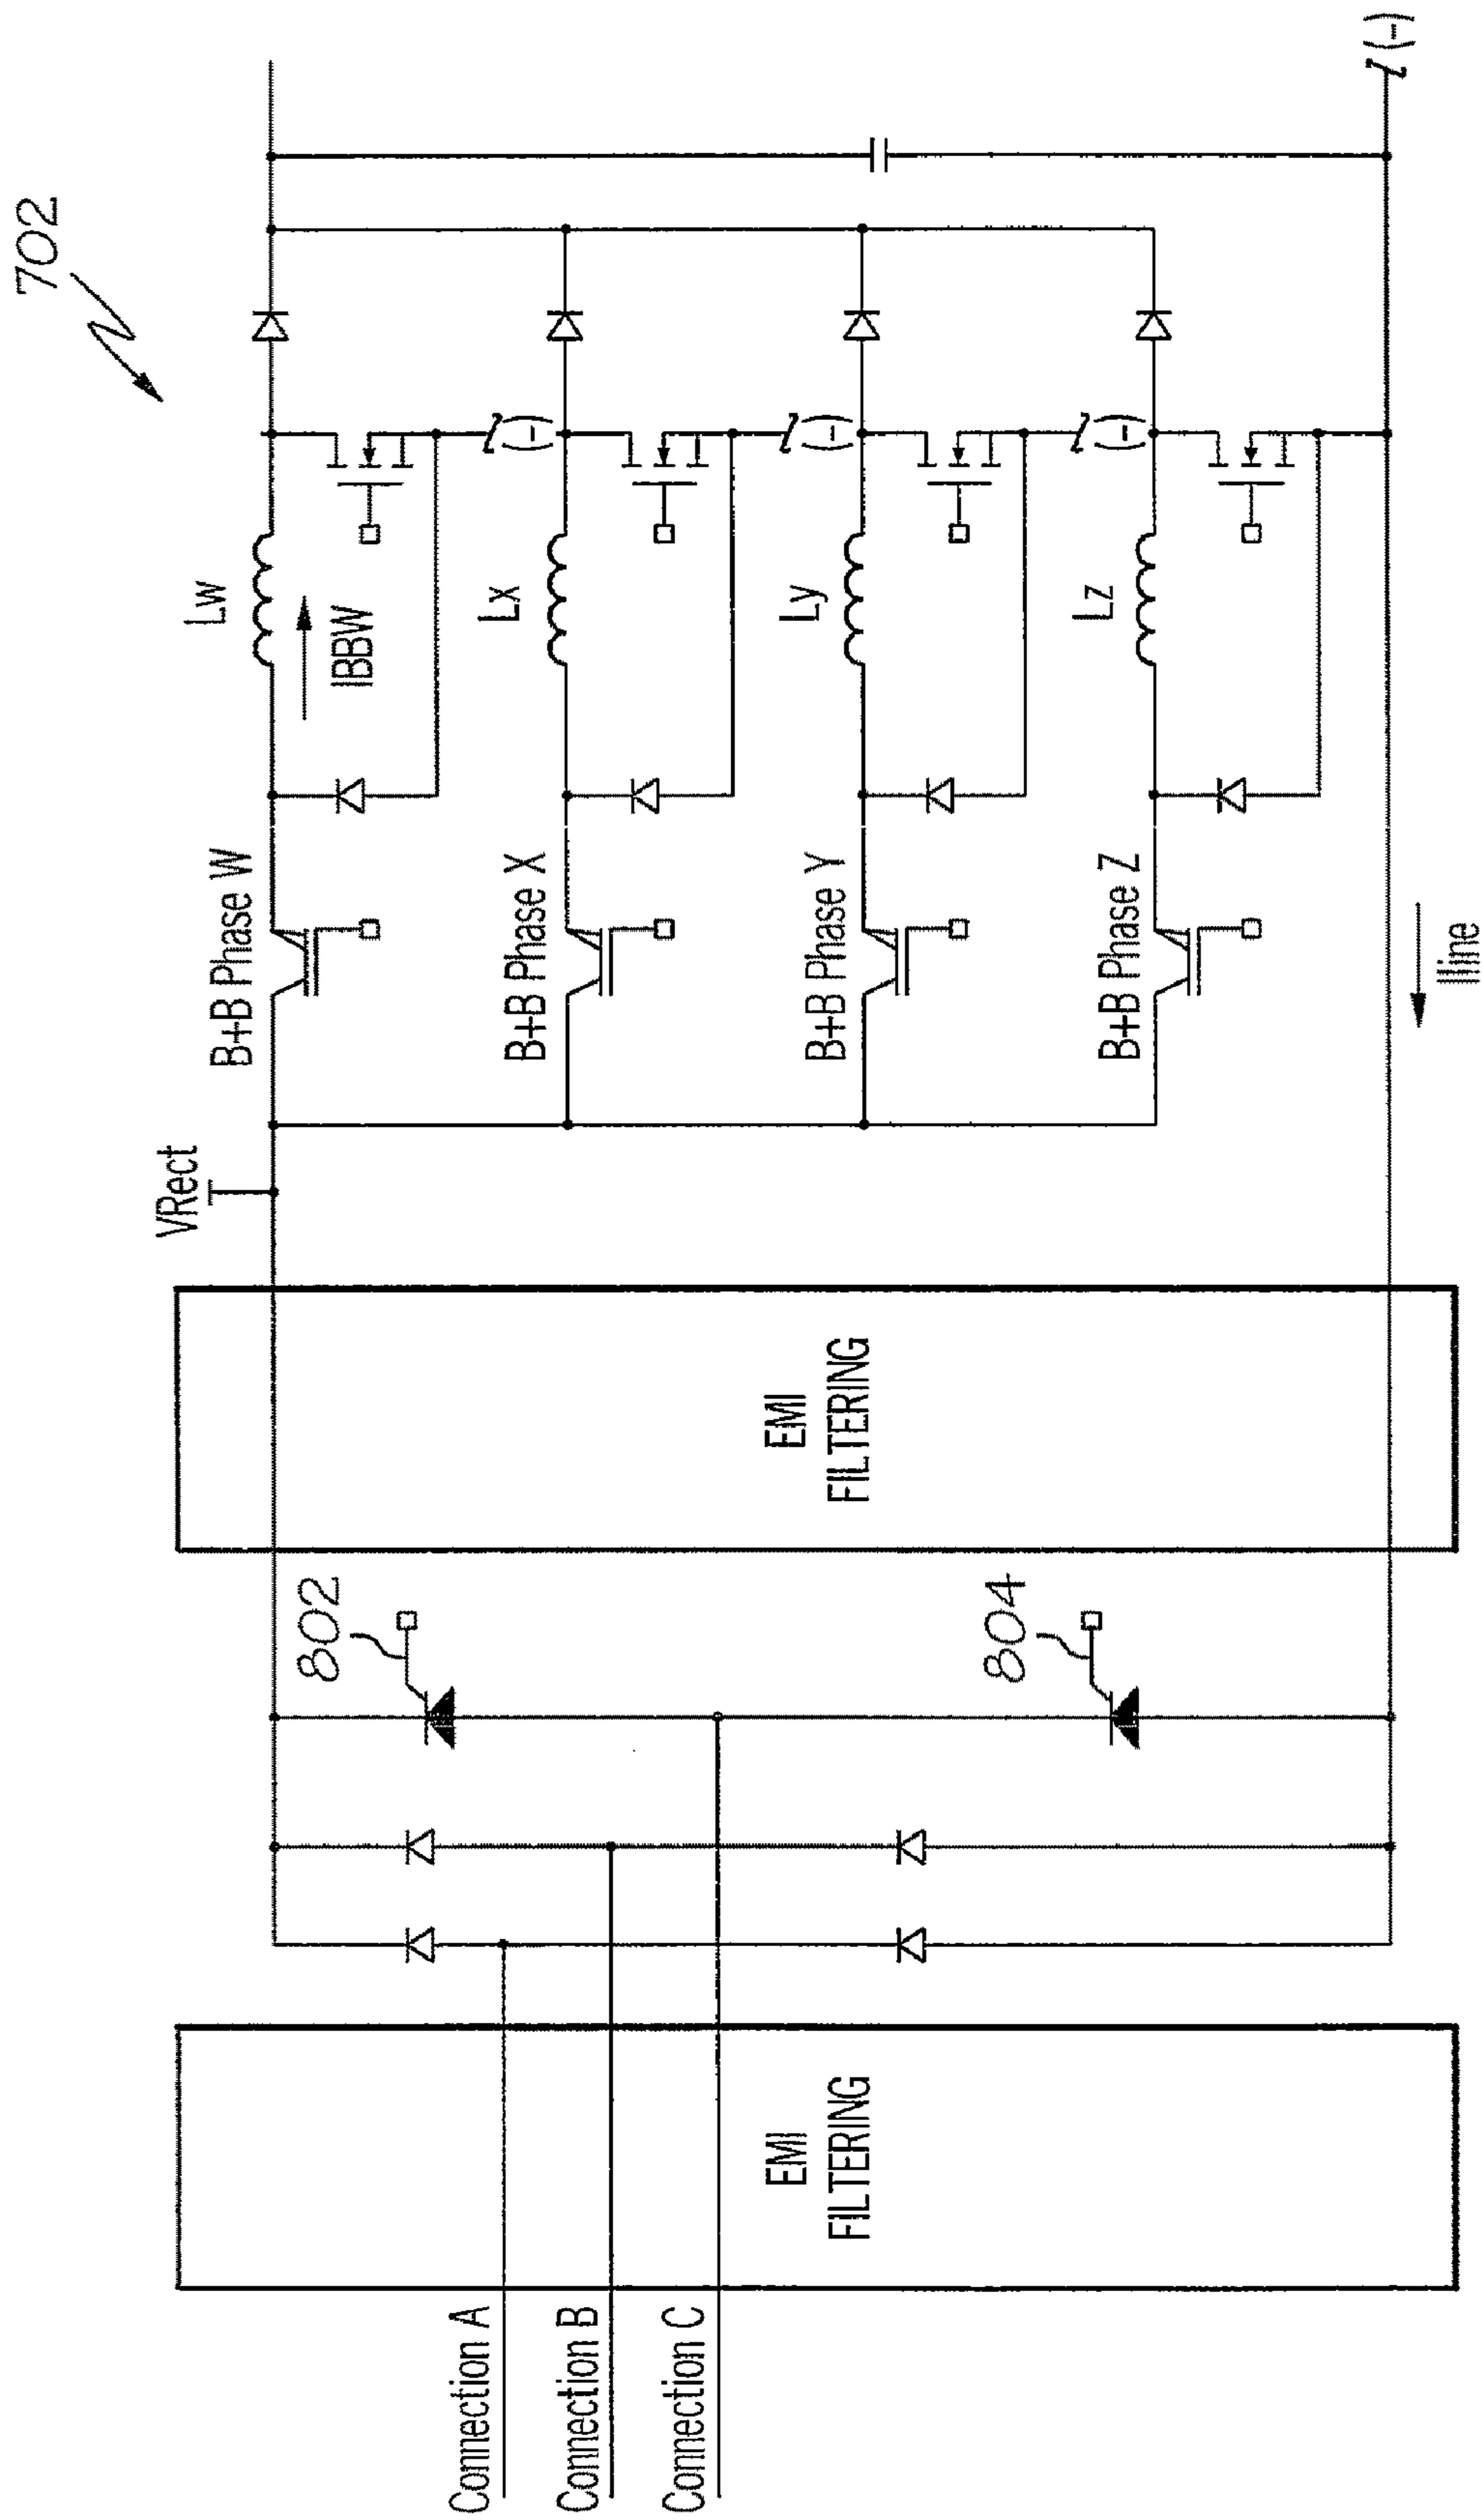 702
Lw
IBBW
Lx
Ly
Lz
(-)
(-)
(-)
(-)
B+B Phase W
B+B Phase X
B+B Phase Y
B+B Phase Z
VRect
Iline
EMI
FILTERING
802
804
EMI
FILTERING
Connection A
Connection B
Connection C